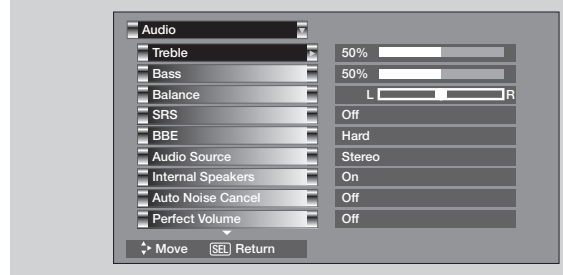 Audio
Treble 50%
Bass 50%
Balance L R
SRS Off
BBE Hard
Audio Source Stereo
Internal Speakers On
Auto Noise Cancel Off
Perfect Volume Off
Move SEL Return